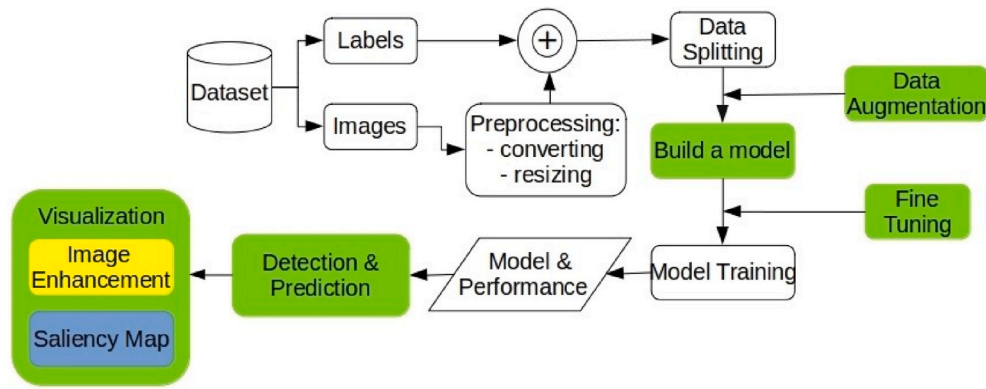 Dataset
Labels
Images
Preprocessing:
- converting
- resizing
+
Data
Splitting
Data
Augmentation
Build a model
Fine
Tuning
Model Training
Model &
Performance
Detection &
Prediction
Visualization
Image
Enhancement
Saliency Map